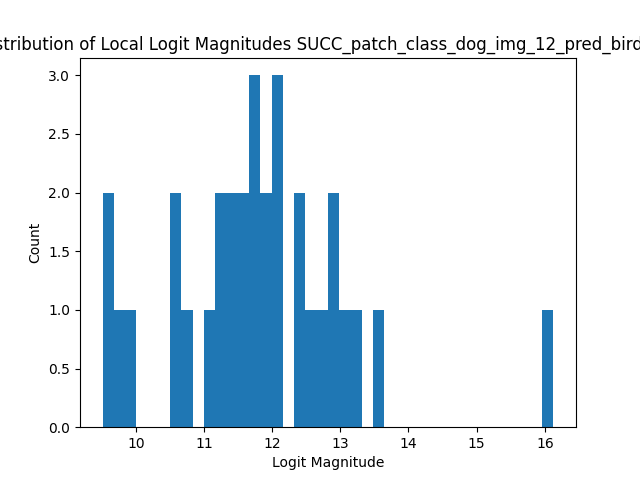 stribution of Local Logit Magnitudes SUCC_patch_class_dog_img_12_pred_bird
3.0
2.5
2.0
1.5
1.0
0.5
0.0
Count
10 11 12 13 14 15 16
Logit Magnitude